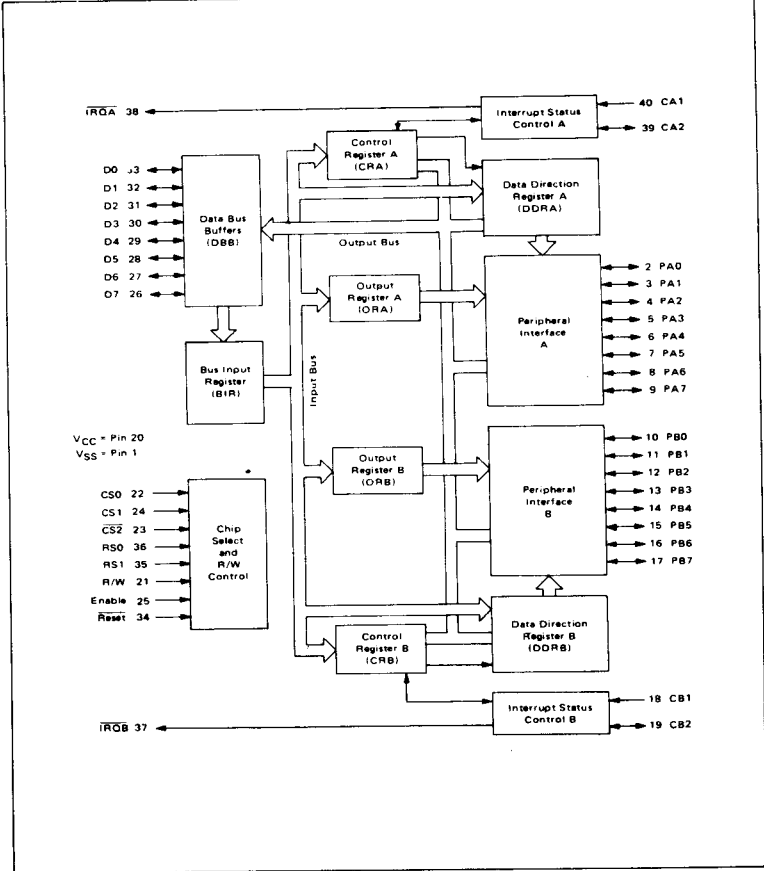 IRQA 38
40 CA1
39 CA2
Interrupt Status
Control A
Control
Register A
(CRA)
D0 33
D1 32
D2 31
D3 30
D4 29
D5 28
D6 27
D7 26
Data Bus
Buffers
(DBB)
Data Direction
Register A
(DDRA)
Output Bus
Output
Register A
(ORA)
Peripheral
Interface
A
2 PA0
3 PA1
4 PA2
5 PA3
6 PA4
7 PA5
8 PA6
9 PA7
Bus Input
Register
(BIR)
Input Bus
VCC = Pin 20
VSS = Pin 1
Output
Register B
(ORB)
Peripheral
Interface
B
10 PB0
11 PB1
12 PB2
13 PB3
14 PB4
15 PB5
16 PB6
17 PB7
CS0 22
CS1 24
CS2 23
RS0 36
RS1 35
R/W 21
Enable 25
Reset 34
Chip
Select
and
R/W
Control
Control
Register B
(CRB)
Data Direction
Register B
(DDRB)
Interrupt Status
Control B
18 CB1
19 CB2
IRQB 37